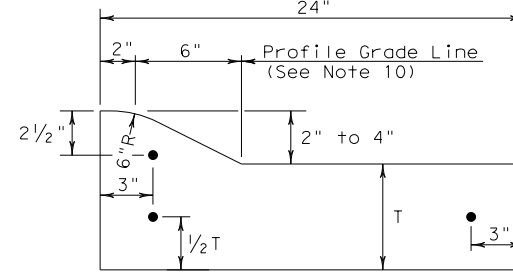 24"
2"
6"
Profile Grade Line
(See Note 10)
2½"
6"R
2" to 4"
3"
½T
T
3"